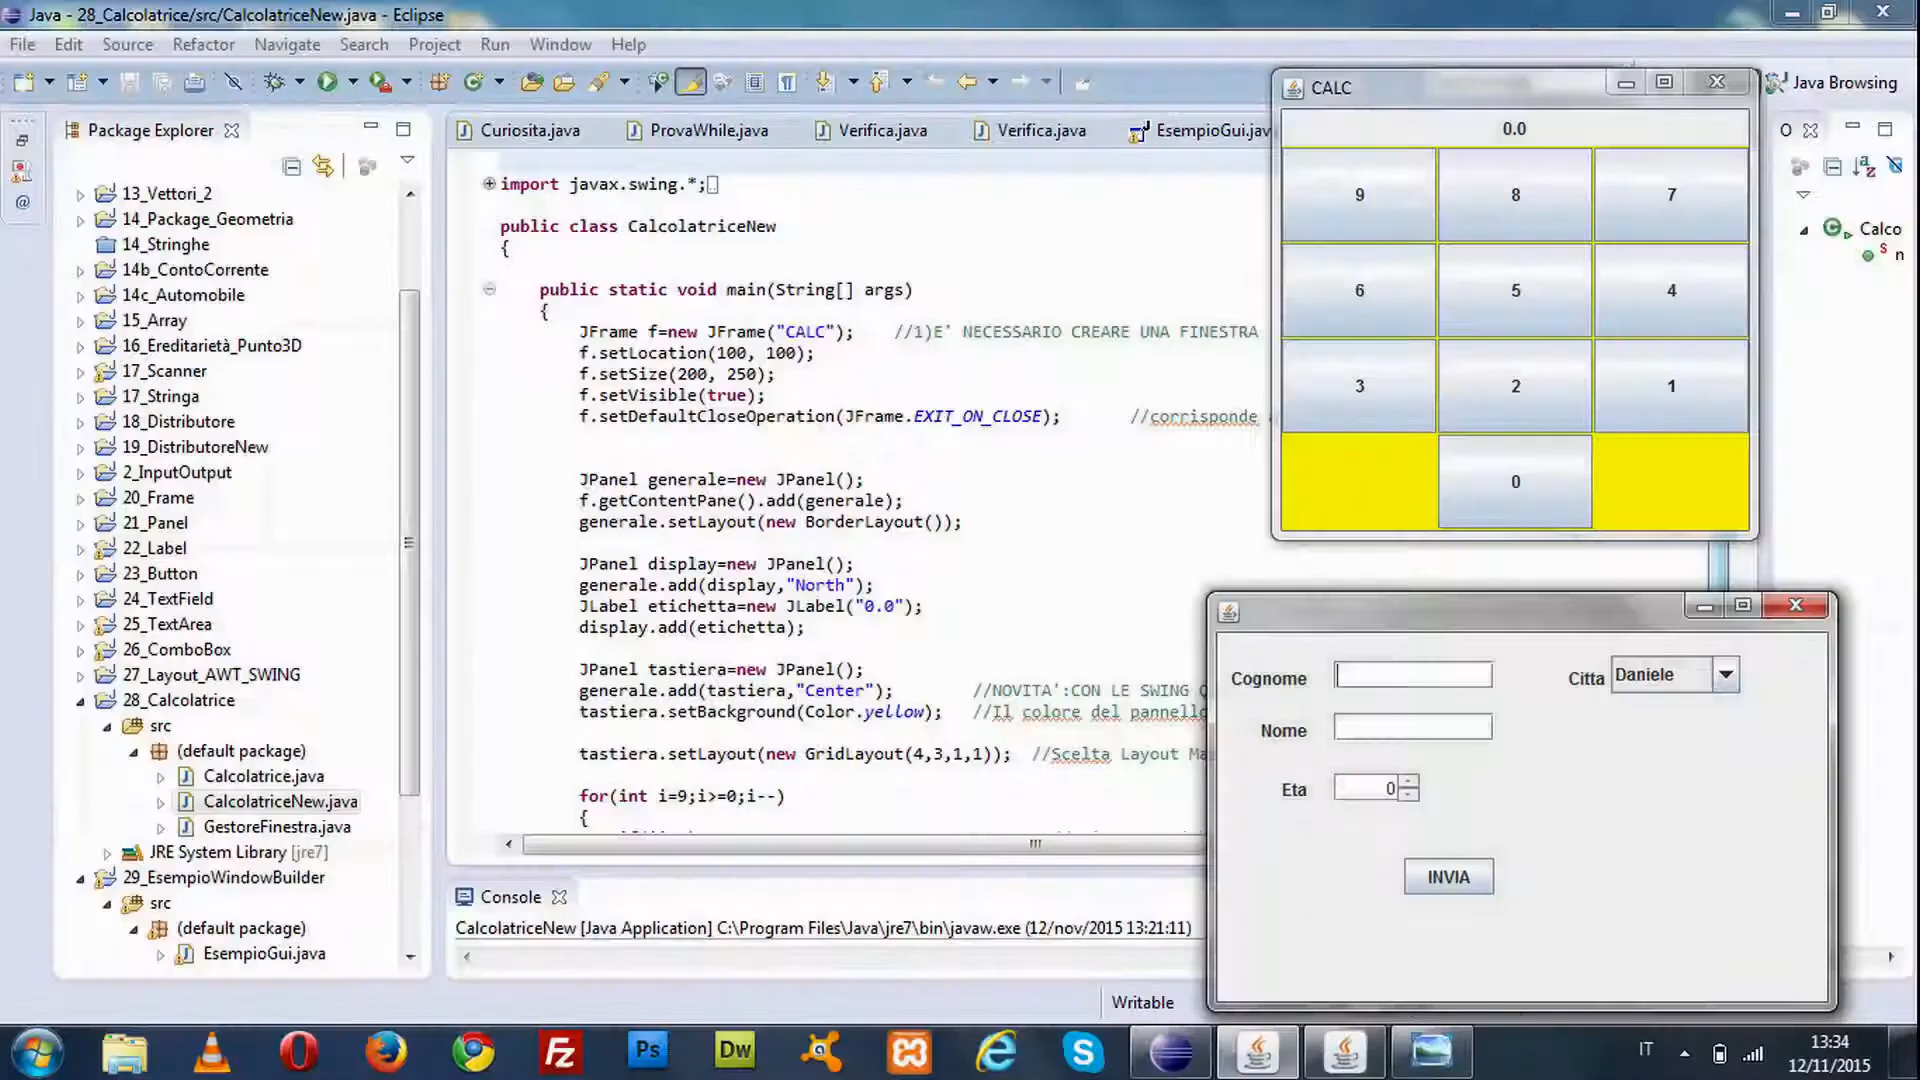 Java - 28_Calcolatrice/src/CalcolatriceNew.java - Eclipse
File Edit Source Refactor Navigate Search Project Run Window Help
Java Browsing
Package Explorer
13_Vettori_2
14_Package_Geometria
14_Stringhe
14b_ContoCorrente
14c_Automobile
15_Array
16_Ereditarietà_Punto3D
17_Scanner
17_Stringa
18_Distributore
19_DistributoreNew
2_InputOutput
20_Frame
21_Panel
22_Label
23_Button
24_TextField
25_TextArea
26_ComboBox
27_Layout_AWT_SWING
28_Calcolatrice
src
(default package)
Calcolatrice.java
CalcolatriceNew.java
GestoreFinestra.java
JRE System Library [jre7]
29_EsempioWindowBuilder
src
(default package)
EsempioGui.java
Curiosita.java ProvaWhile.java Verifica.java Verifica.java EsempioGui.jav
import javax.swing.*;
public class CalcolatriceNew
{
public static void main(String[] args)
{
JFrame f=new JFrame("CALC"); //1)E' NECESSARIO CREARE UNA FINESTRA
f.setLocation(100, 100);
f.setSize(200, 250);
f.setVisible(true);
f.setDefaultCloseOperation(JFrame.EXIT_ON_CLOSE); //corrisponde
JPanel generale=new JPanel();
f.getContentPane().add(generale);
generale.setLayout(new BorderLayout());
JPanel display=new JPanel();
generale.add(display,"North");
JLabel etichetta=new JLabel("0.0");
display.add(etichetta);
JPanel tastiera=new JPanel();
generale.add(tastiera,"Center"); //NOVITA':CON LE SWING
tastiera.setBackground(Color.yellow); //Il colore del pannello
tastiera.setLayout(new GridLayout(4,3,1,1)); //Scelta Layout Ma
for(int i=9;i>=0;i--)
{
Console
CalcolatriceNew [Java Application] C:\Program Files\Java\jre7\bin\javaw.exe (12/nov/2015 13:21:11)
Writable
CALC
0.0
9 8 7
6 5 4
3 2 1
0
O
Calco
n
Cognome
Citta Daniele
Nome
Eta 0
INVIA
Fz Ps Dw
IT
13:34
12/11/2015